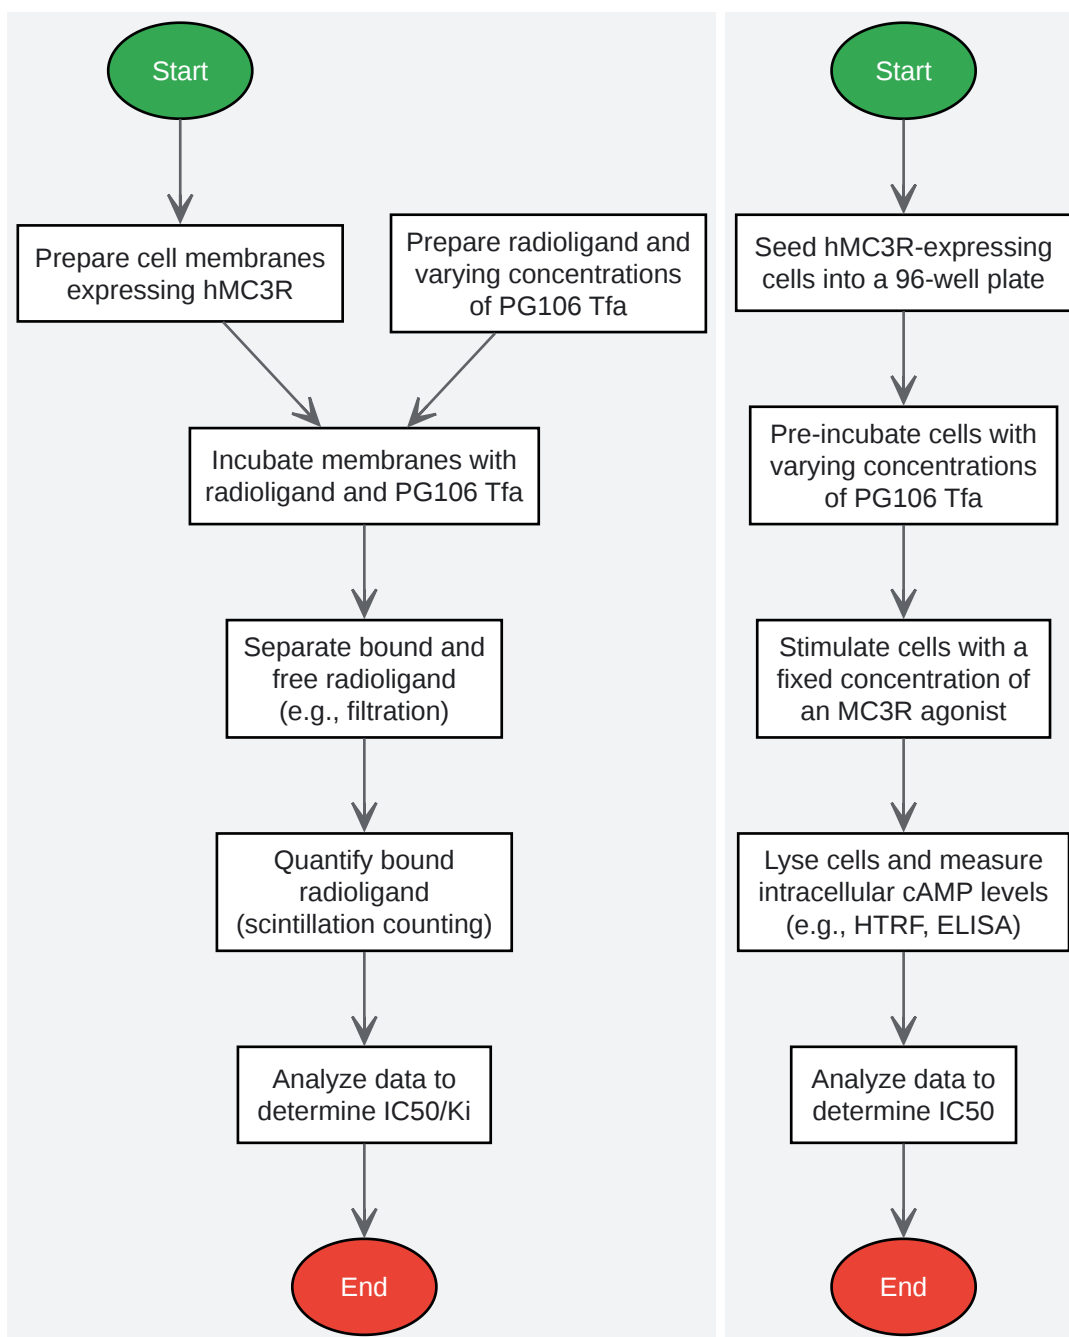 Start
Prepare cell membranes
expressing hMC3R
Prepare radioligand and
varying concentrations
of PG106 Tfa
Incubate membranes with
radioligand and PG106 Tfa
Separate bound and
free radioligand
(e.g., filtration)
Quantify bound
radioligand
(scintillation counting)
Analyze data to
determine IC50/Ki
End
Start
Seed hMC3R-expressing
cells into a 96-well plate
Pre-incubate cells with
varying concentrations
of PG106 Tfa
Stimulate cells with a
fixed concentration of
an MC3R agonist
Lyse cells and measure
intracellular cAMP levels
(e.g., HTRF, ELISA)
Analyze data to
determine IC50
End